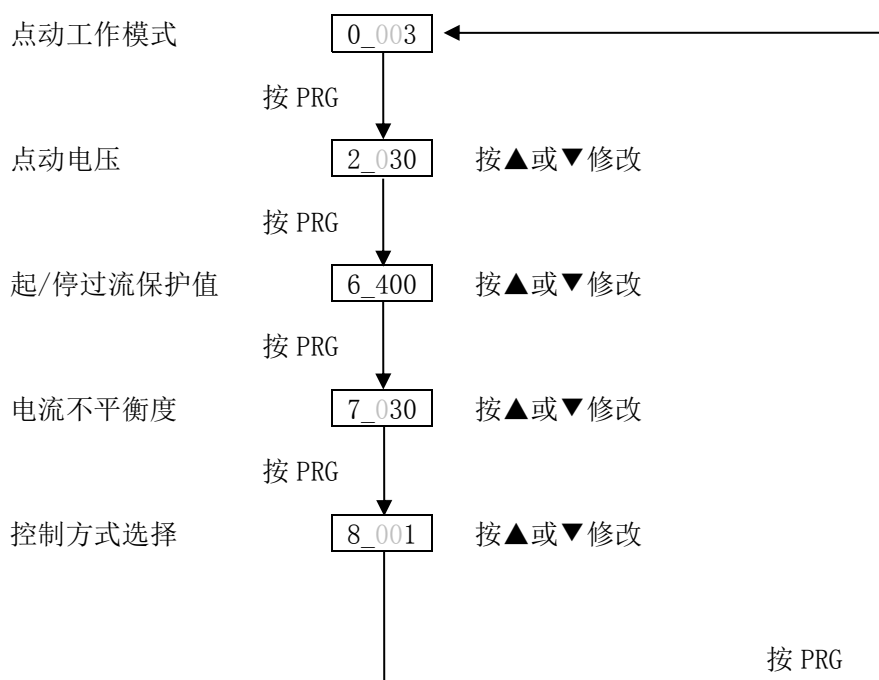 点动工作模式 0_003
按 PRG
点动电压 2_030 按▲或▼修改
按 PRG
起/停过流保护值 6_400 按▲或▼修改
按 PRG
电流不平衡度 7_030 按▲或▼修改
按 PRG
控制方式选择 8_001 按▲或▼修改
按 PRG